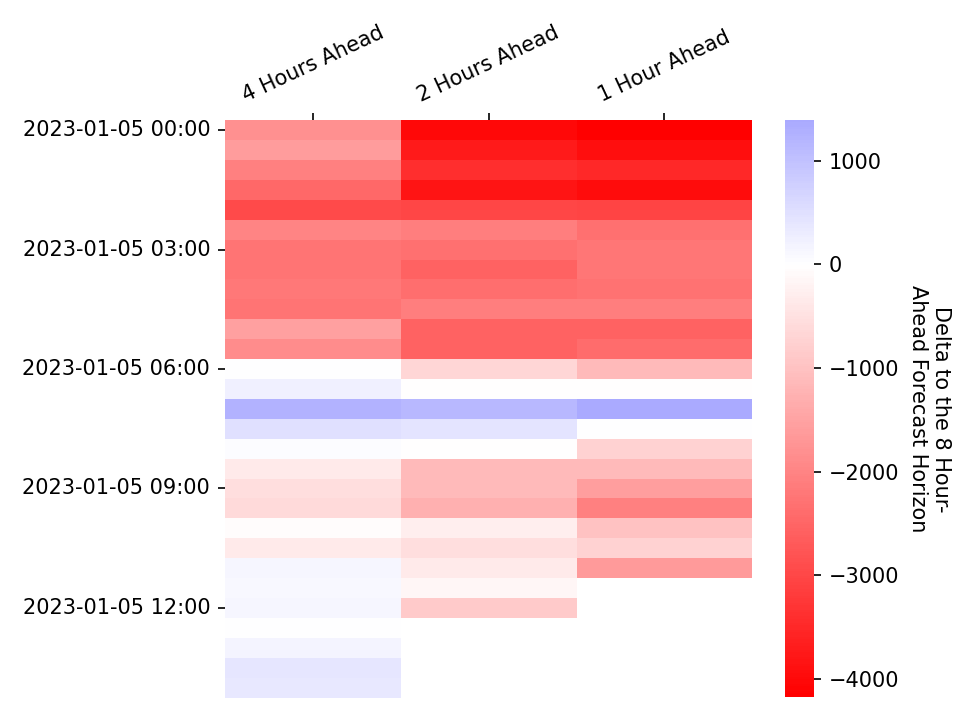 4 Hours Ahead
2 Hours Ahead
1 Hour Ahead
2023-01-05 00:00
2023-01-05 03:00
2023-01-05 06:00
2023-01-05 09:00
2023-01-05 12:00
1000
0
−1000
−2000
−3000
−4000
Delta to the 8 Hour-
Ahead Forecast Horizon